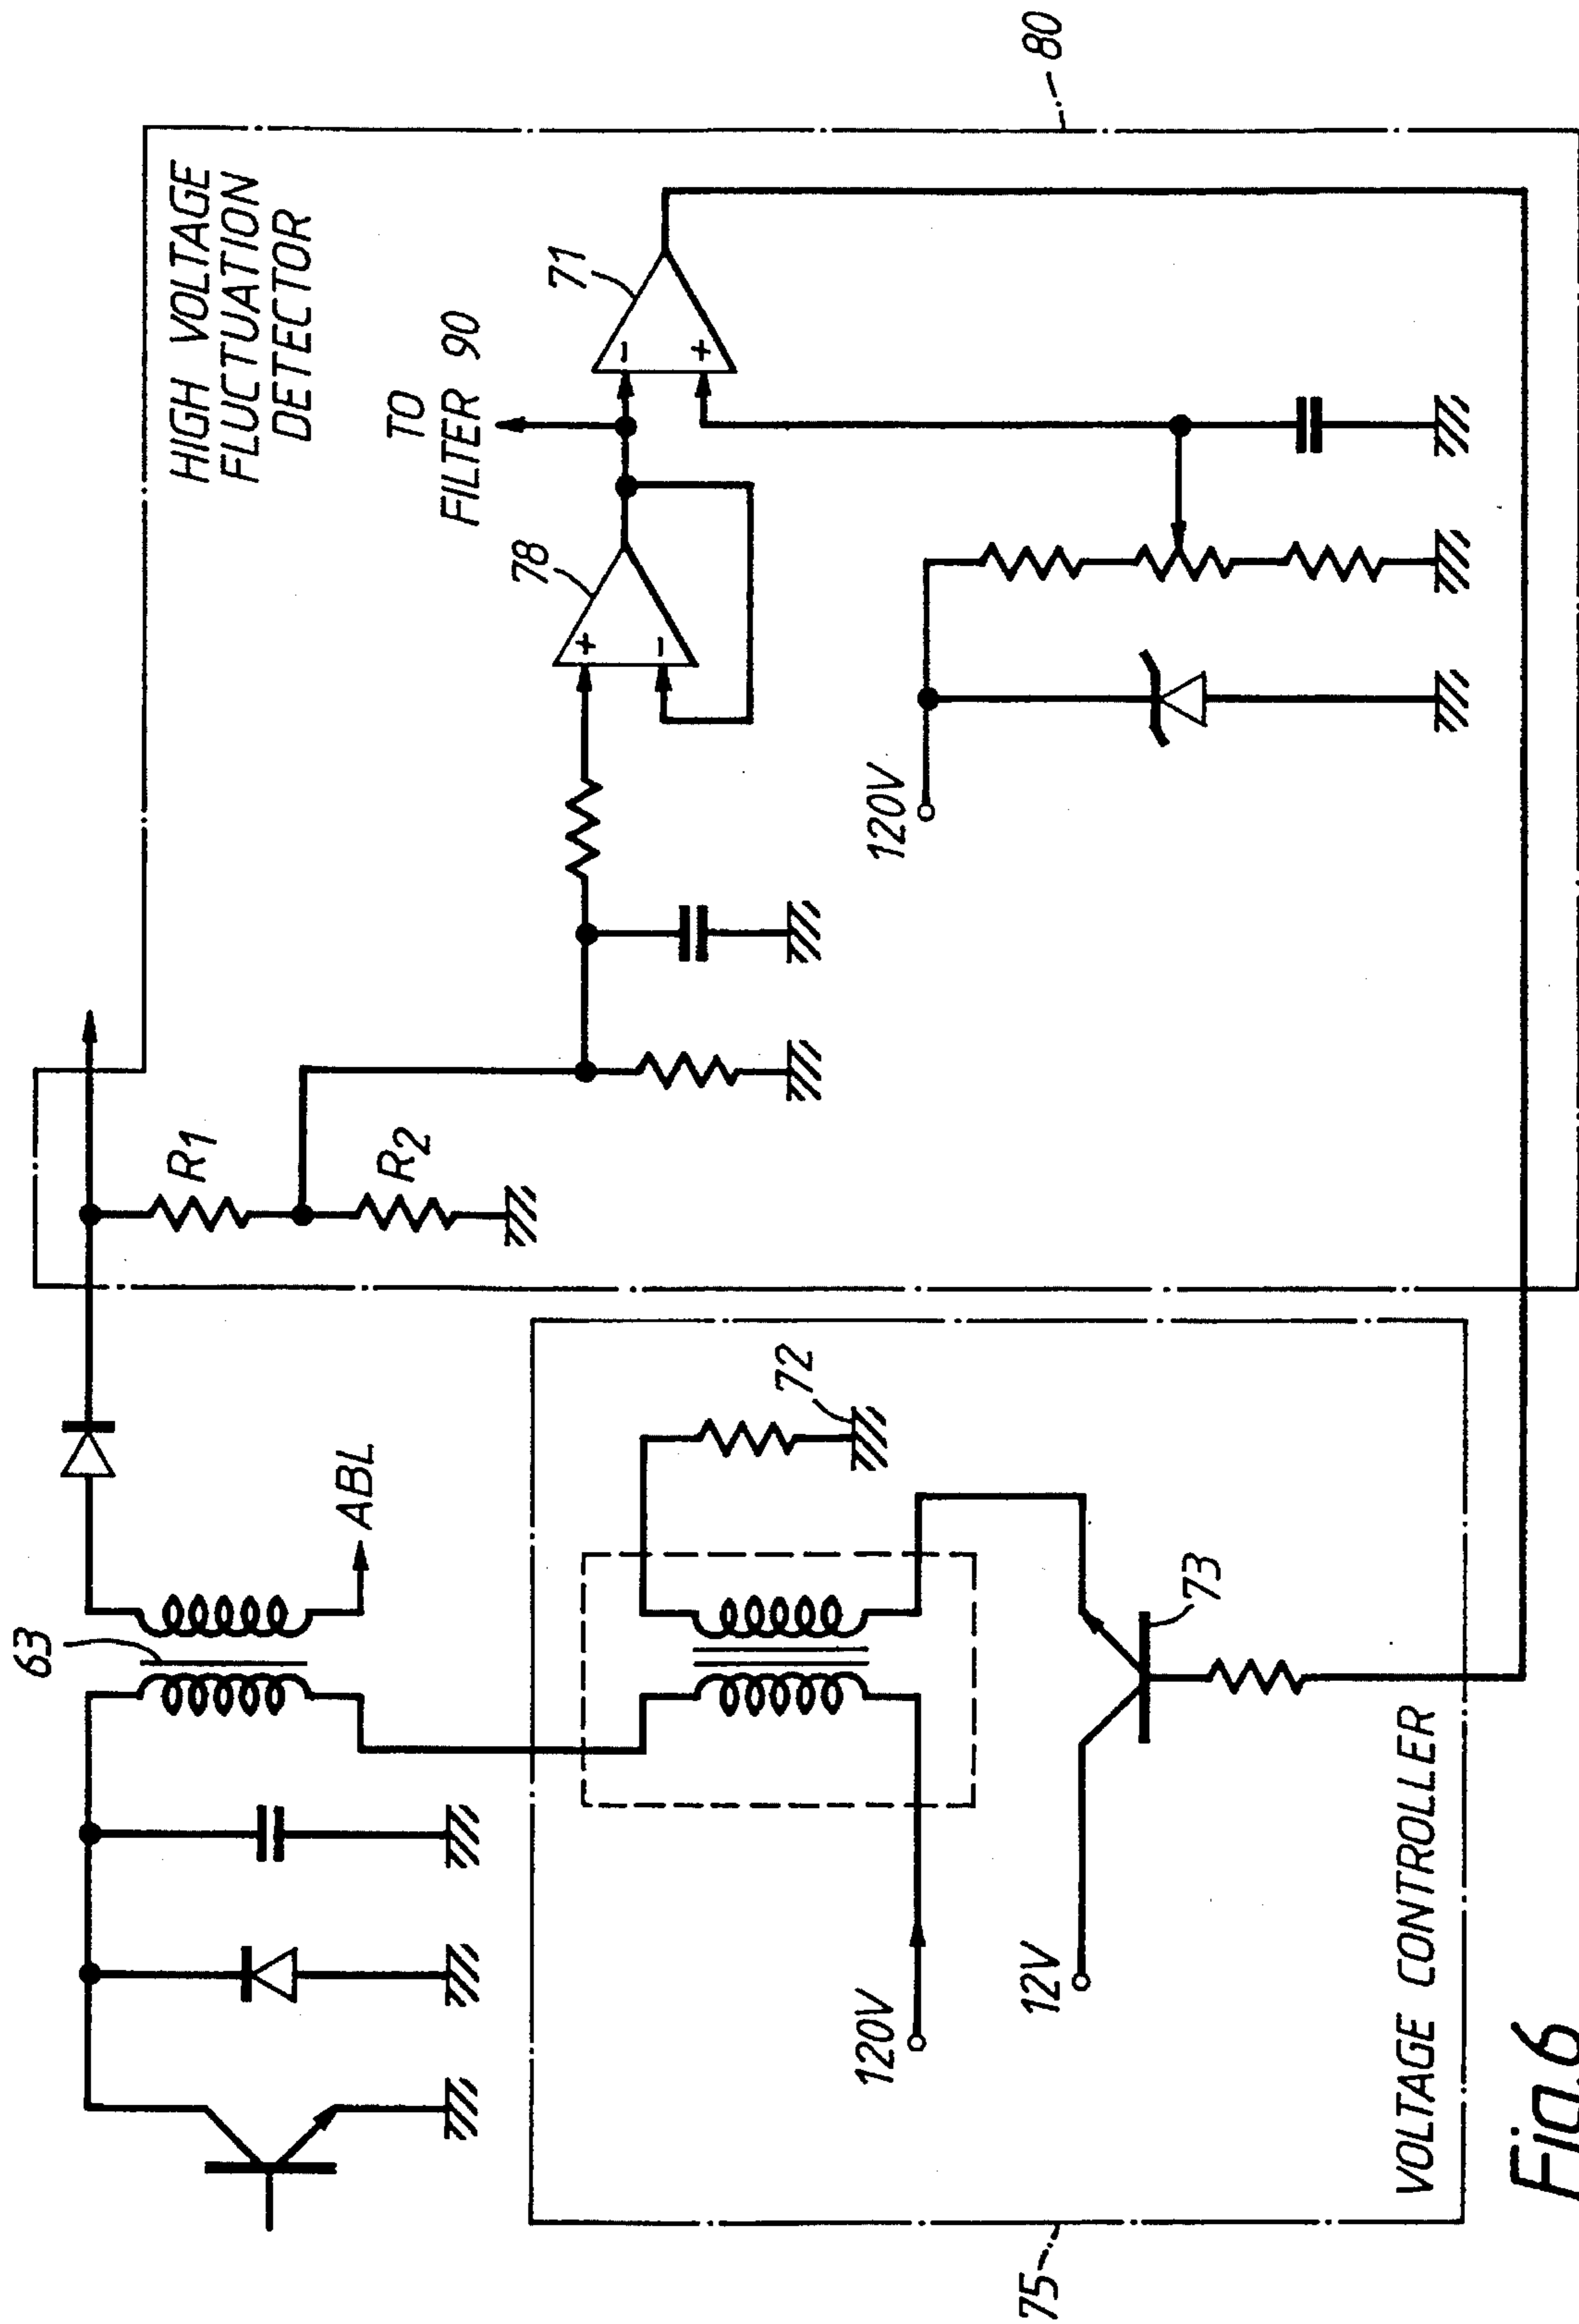 63
ABL
R1
R2
HIGH VOLTAGE
FLUCTUATION
DETECTOR
80
TO
FILTER 90
78
+
-
71
-
+
120V
72
120V
12V
73
VOLTAGE CONTROLLER
75
Fig.6